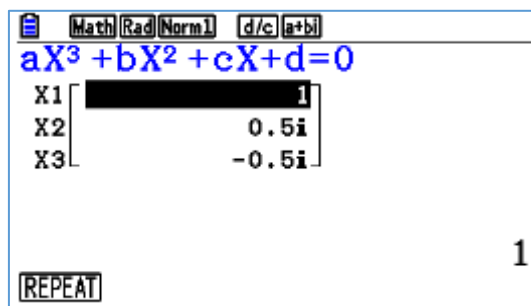 Math Rad Norm1 d/c a+bi
aX³+bX²+cX+d=0
X1 1
X2 0.5i
X3 -0.5i
1
REPEAT